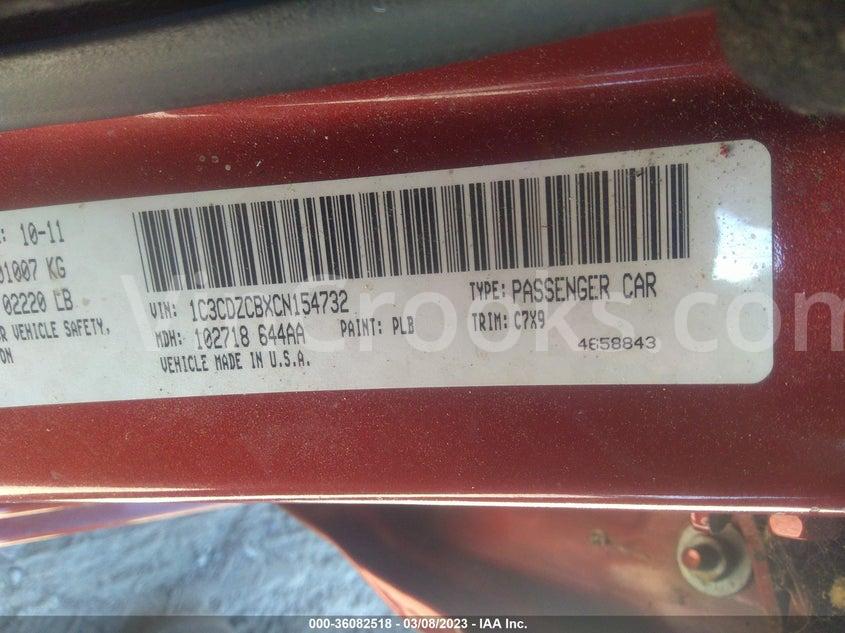 : 10-11
01007 KG
02220 LB
R VEHICLE SAFETY,
ON
VIN: 1C3CDZCBXCN154732
TYPE: PASSENGER CAR
MDH: 102718 644AA
PAINT: PLB
TRIM: C7X9
VEHICLE MADE IN U.S.A.
4658843
VinCrooks.com
000-36082518 - 03/08/2023 - IAA Inc.